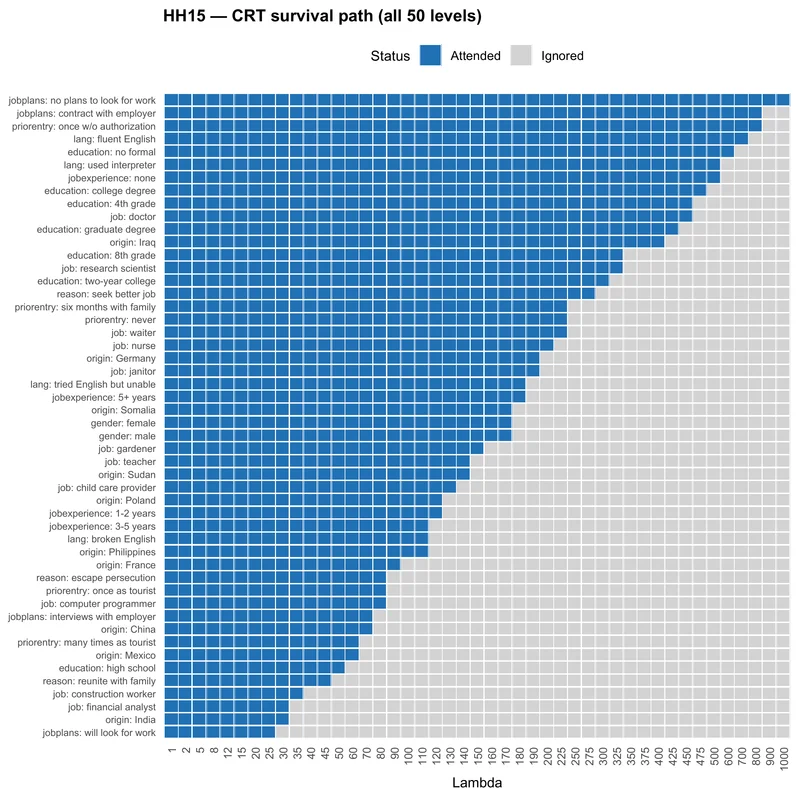 HH15 — CRT survival path (all 50 levels)
Status Attended Ignored
jobplans: no plans to look for work
jobplans: contract with employer
priorentry: once w/o authorization
lang: fluent English
education: no formal
lang: used interpreter
jobexperience: none
education: college degree
education: 4th grade
job: doctor
education: graduate degree
origin: Iraq
education: 8th grade
job: research scientist
education: two-year college
reason: seek better job
priorentry: six months with family
priorentry: never
job: waiter
job: nurse
origin: Germany
job: janitor
lang: tried English but unable
jobexperience: 5+ years
origin: Somalia
gender: female
gender: male
job: gardener
job: teacher
origin: Sudan
job: child care provider
origin: Poland
jobexperience: 1-2 years
jobexperience: 3-5 years
lang: broken English
origin: Philippines
origin: France
reason: escape persecution
priorentry: once as tourist
job: computer programmer
jobplans: interviews with employer
origin: China
priorentry: many times as tourist
origin: Mexico
education: high school
reason: reunite with family
job: construction worker
job: financial analyst
origin: India
jobplans: will look for work
1 2 5 8 12 15 20 25 30 35 40 45 50 60 70 80 90 100 110 120 130 140 150 160 170 180 190 200 225 250 275 300 325 350 375 400 425 450 475 500 600 700 800 900 1000
Lambda